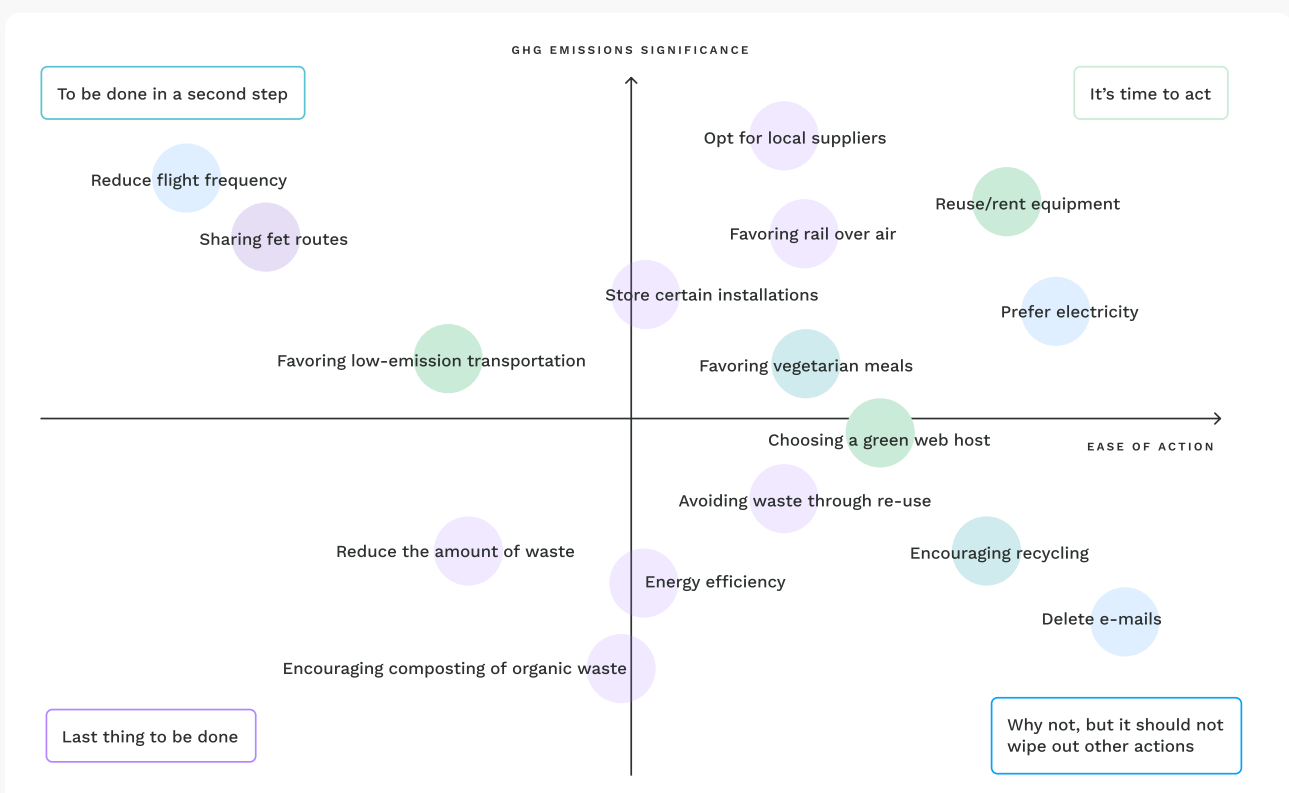 GHG EMISSIONS SIGNIFICANCE
To be done in a second step
It’s time to act
Opt for local suppliers
Reduce flight frequency
Reuse/rent equipment
Favoring rail over air
Sharing fet routes
Store certain installations
Prefer electricity
Favoring low-emission transportation
Favoring vegetarian meals
Choosing a green web host
EASE OF ACTION
Avoiding waste through re-use
Reduce the amount of waste
Encouraging recycling
Energy efficiency
Delete e-mails
Encouraging composting of organic waste
Last thing to be done
Why not, but it should not
wipe out other actions